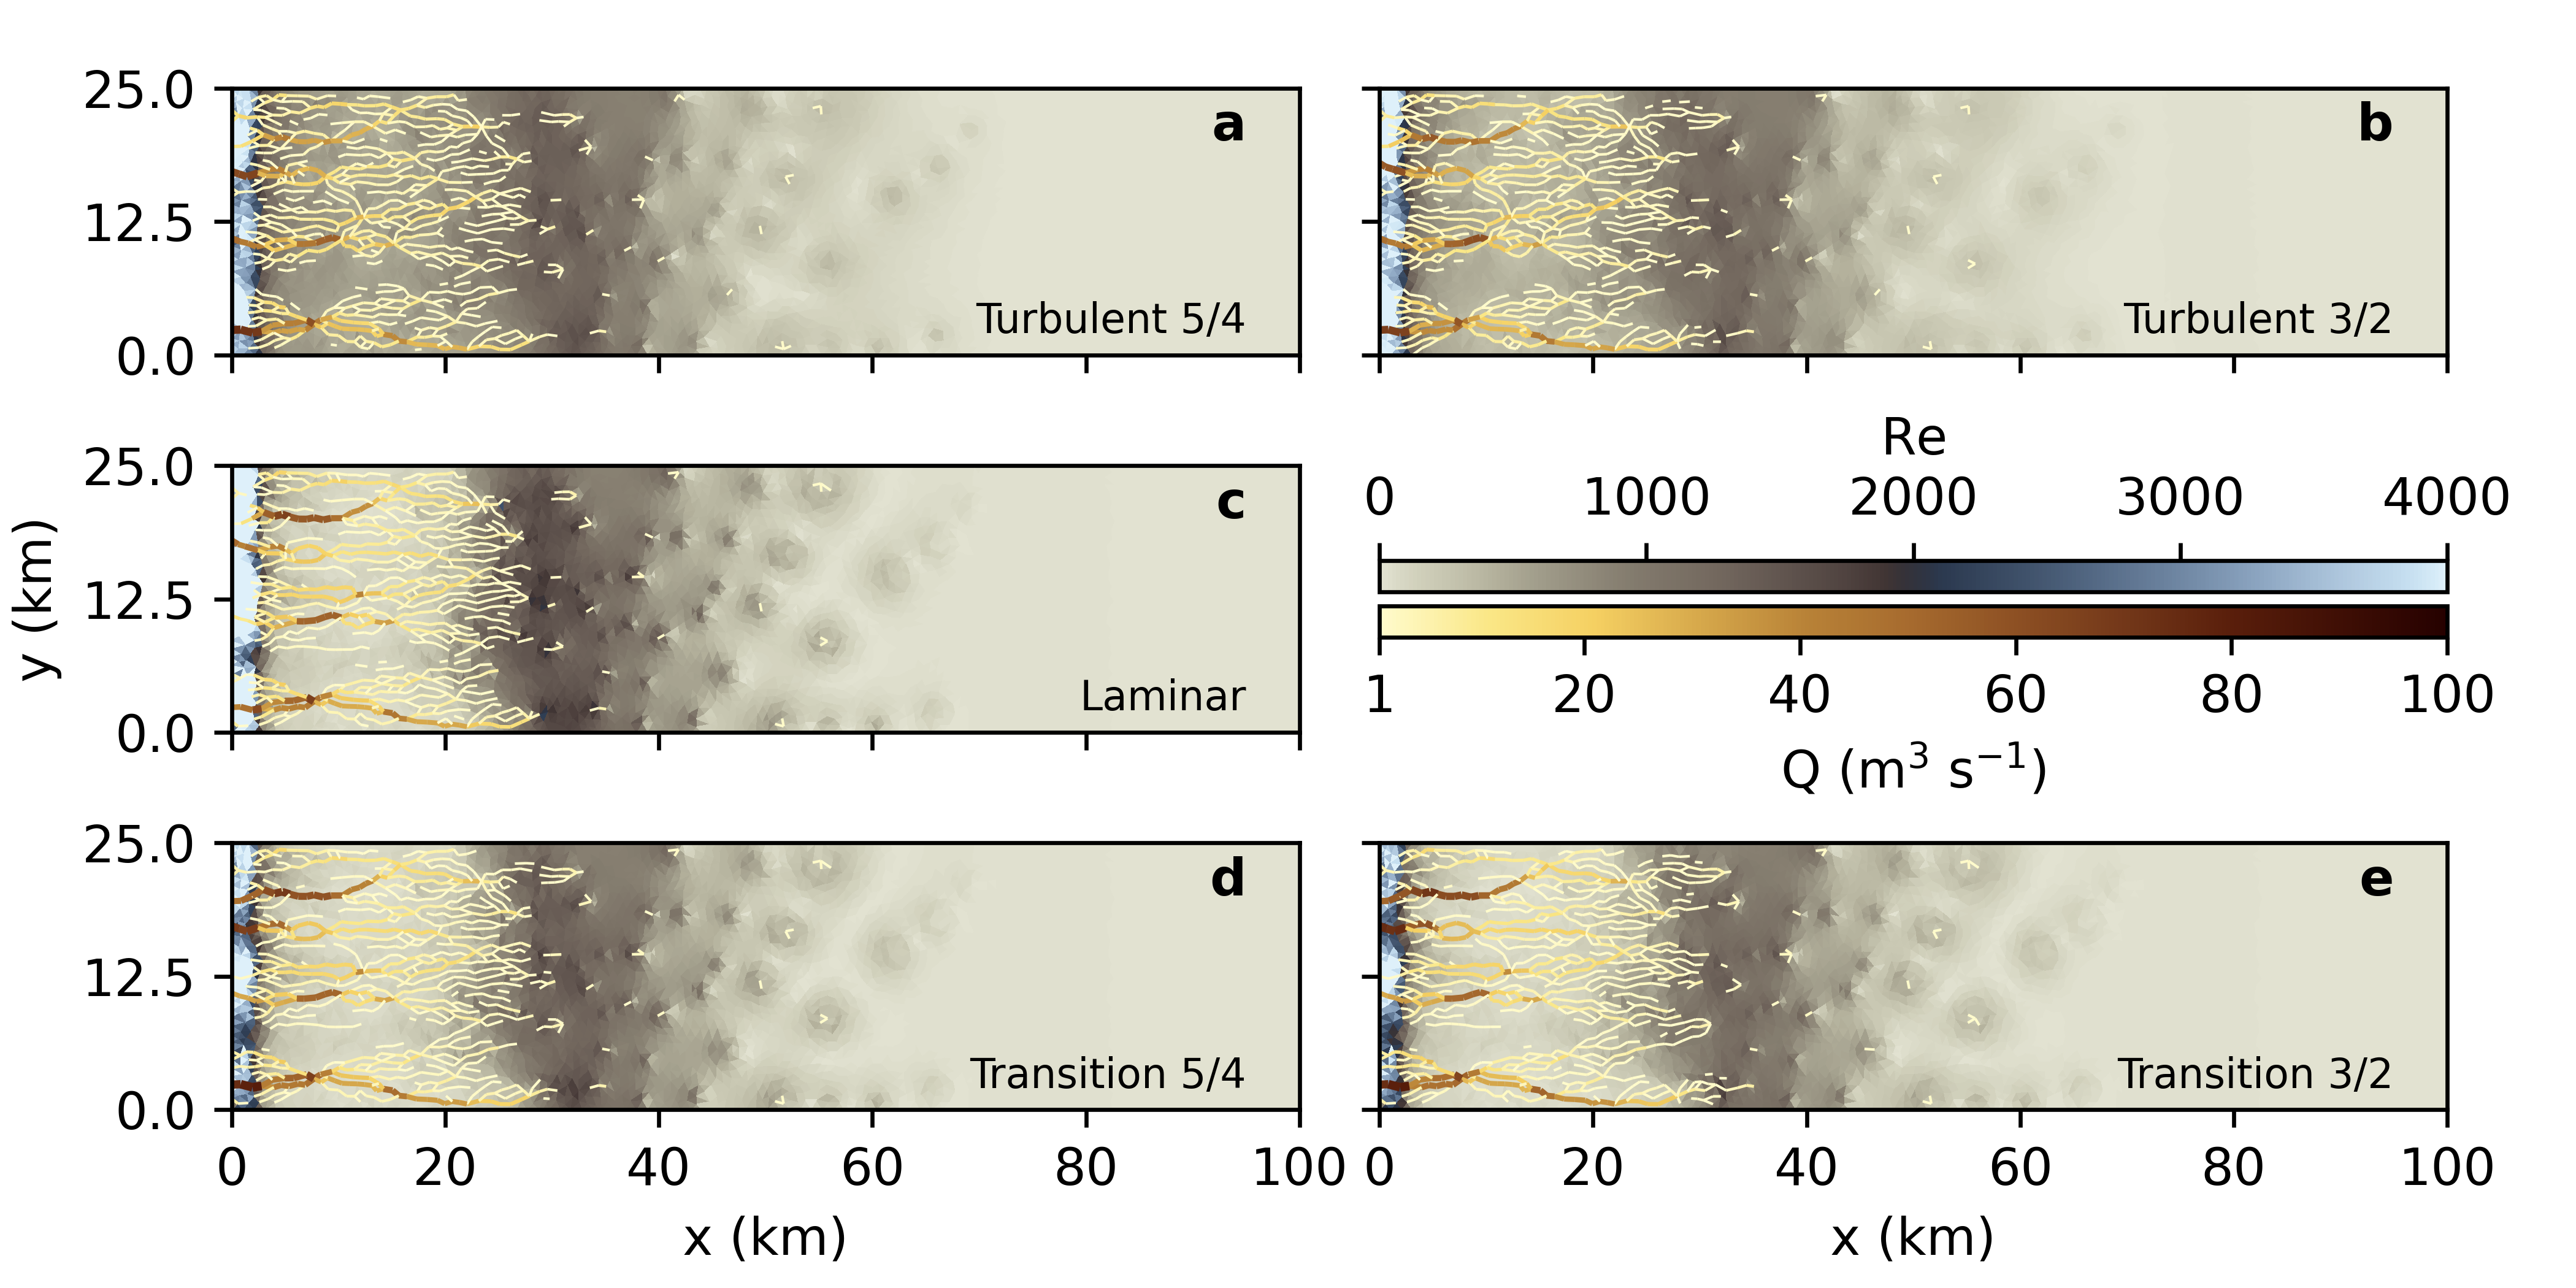 25.0
12.5
0.0
a
Turbulent 5/4
b
Turbulent 3/2
y (km)
25.0
12.5
0.0
c
Laminar
Re
0 1000 2000 3000 4000
1 20 40 60 80 100
Q (m³ s⁻¹)
25.0
12.5
0.0
d
Transition 5/4
e
Transition 3/2
0 20 40 60 80 100
0 20 40 60 80 100
x (km)
x (km)